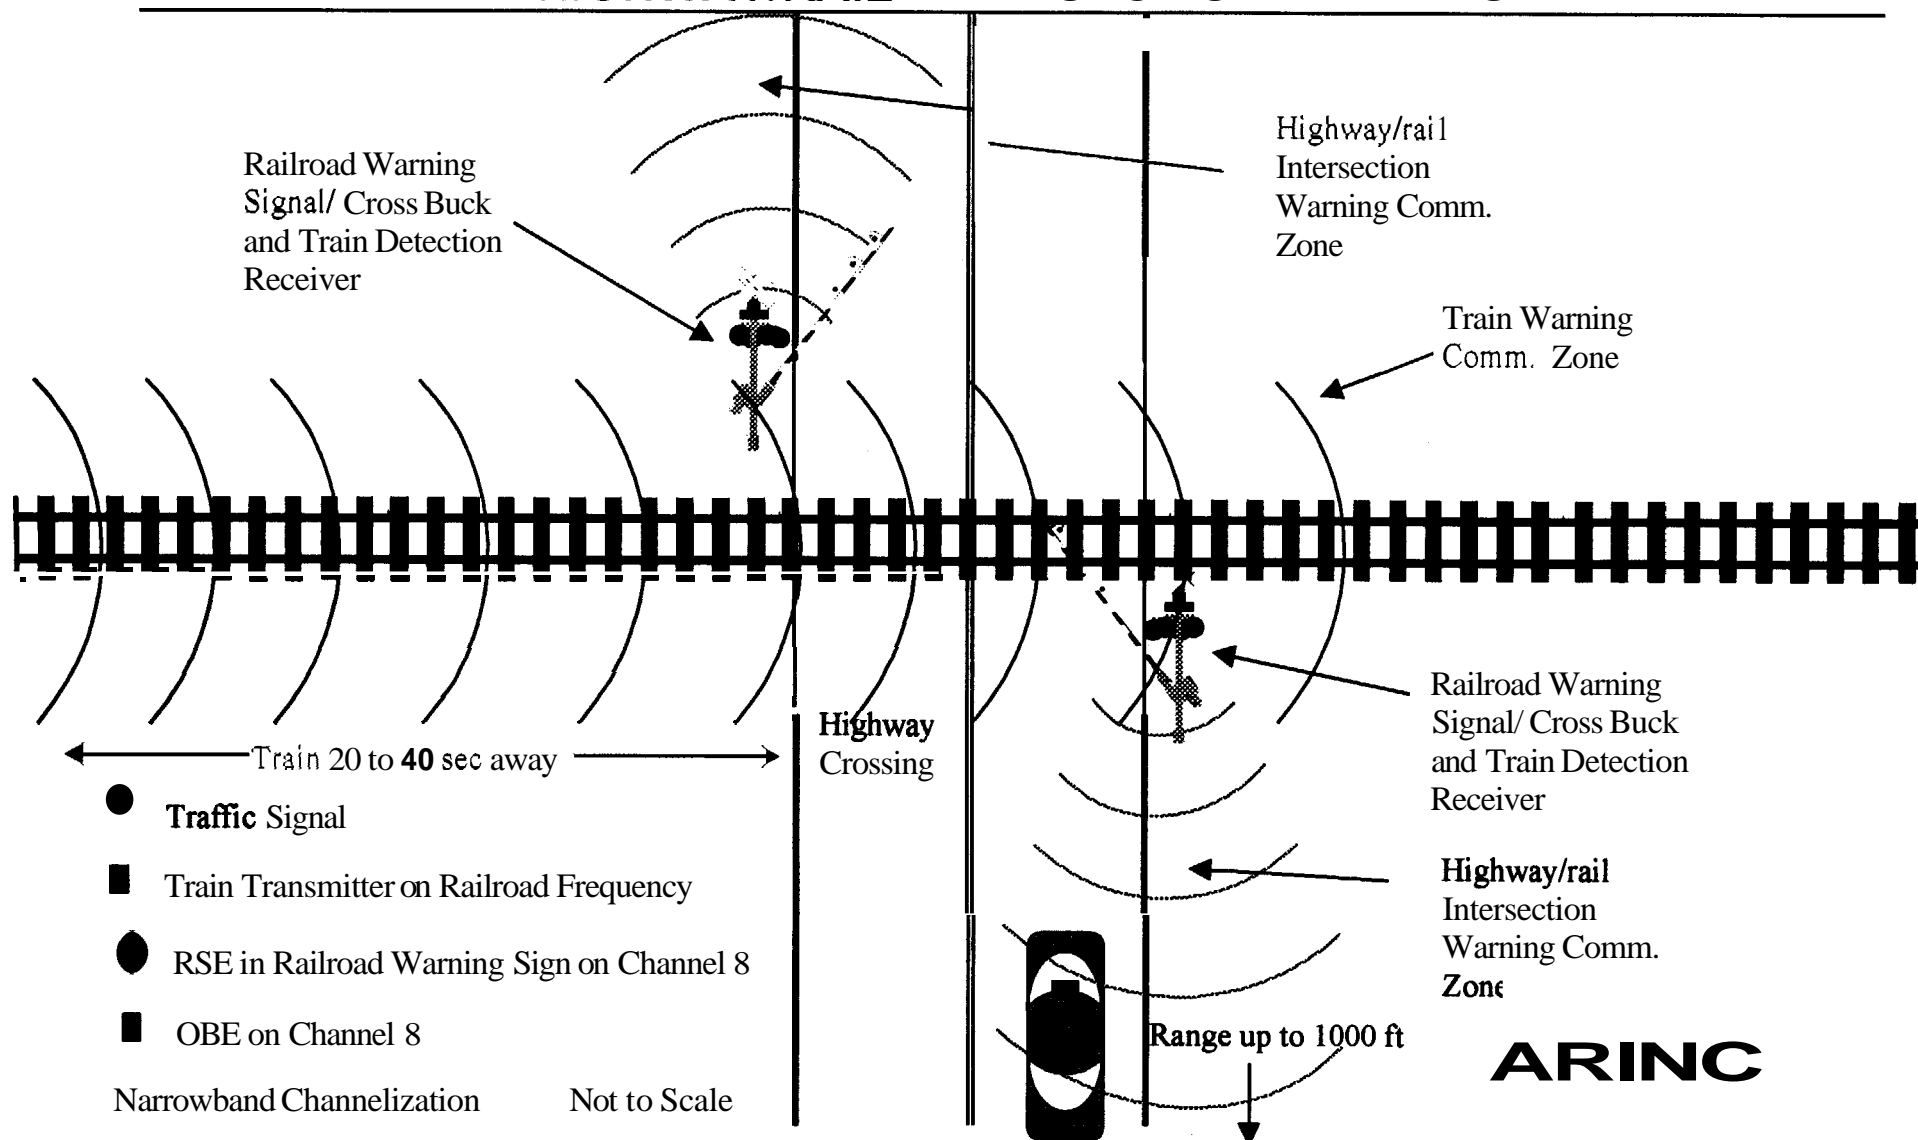 Highway/rail
Intersection
Warning Comm.
Zone
Railroad Warning
Signal/ Cross Buck
and Train Detection
Receiver
Train Warning
Comm. Zone
Railroad Warning
Signal/ Cross Buck
and Train Detection
Receiver
Highway
Crossing
Train 20 to 40 sec away
Traffic Signal
Train Transmitter on Railroad Frequency
RSE in Railroad Warning Sign on Channel 8
OBE on Channel 8
Highway/rail
Intersection
Warning Comm.
Zone
Range up to 1000 ft
ARINC
Narrowband Channelization Not to Scale